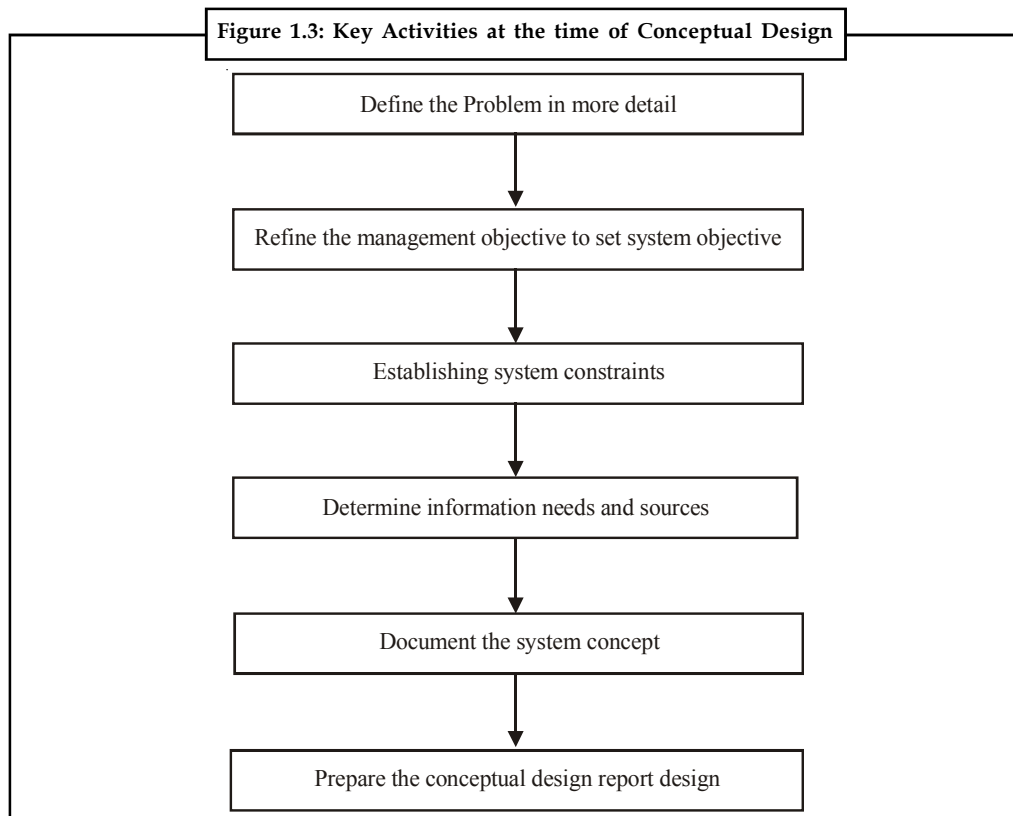 Figure 1.3: Key Activities at the time of Conceptual Design
Define the Problem in more detail
Refine the management objective to set system objective
Establishing system constraints
Determine information needs and sources
Document the system concept
Prepare the conceptual design report design